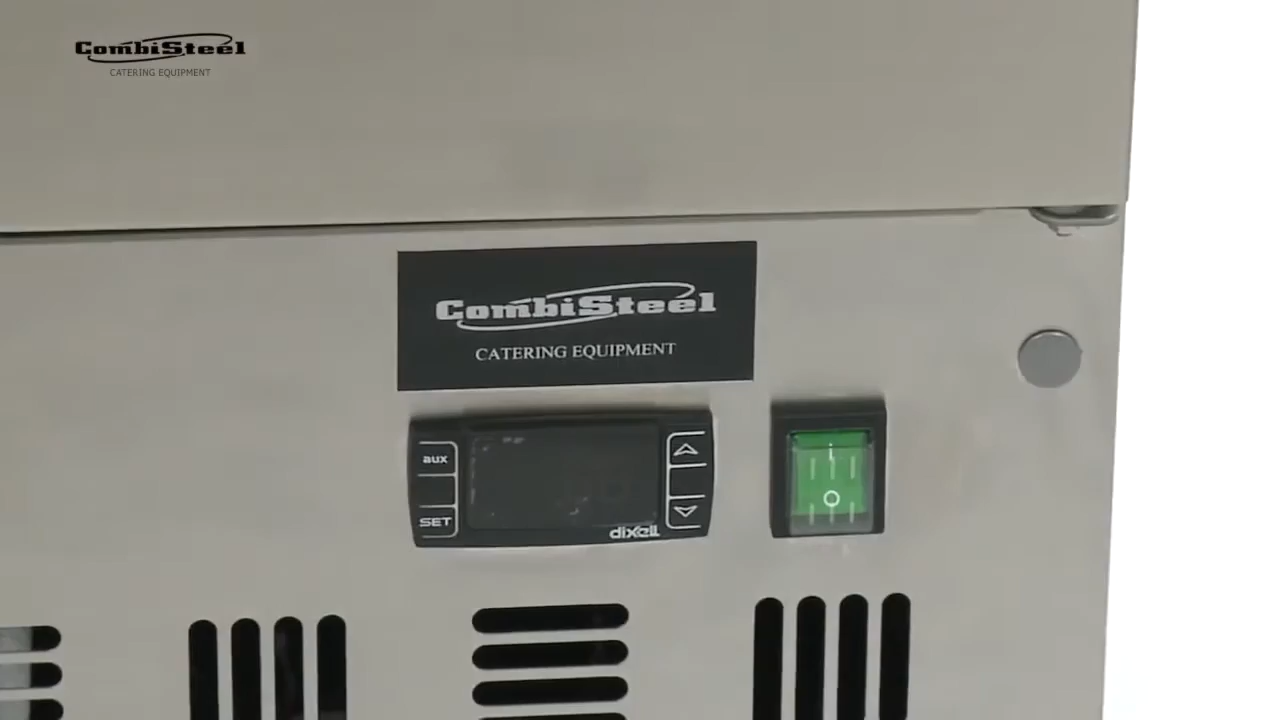 CombiSteel
CATERING EQUIPMENT
CombiSteel
CATERING EQUIPMENT
aux
SET
dixell
I
O